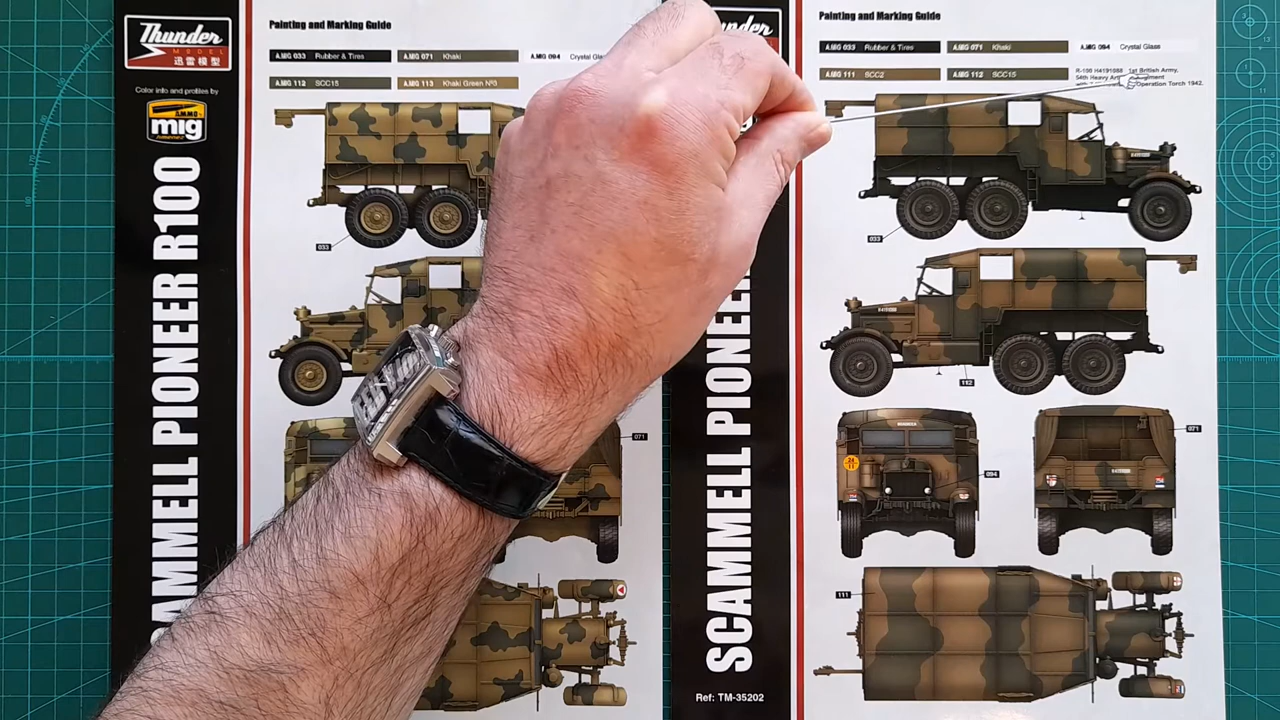 Thunder
MODEL
迅雷模型
Color info and profiles by
AMMO
mig
SCAMMELL PIONEER R100
Painting and Marking Guide
A.MIG 033 Rubber & Tires
A.MIG 071 Khaki
A.MIG 094 Crystal
A.MIG 112 SCC15
A.MIG 113 Khaki Green Nº3
033
071
Thunder
SCAMMELL PIONEER
Ref: TM-35202
Painting and Marking Guide
A.MIG 033 Rubber & Tires
A.MIG 071 Khaki
A.MIG 094 Crystal Glass
A.MIG 111 SCC2
A.MIG 112 SCC15
1st British Army,
54th Heavy
Operation Torch 1942.
033
112
24
11
094
071
111